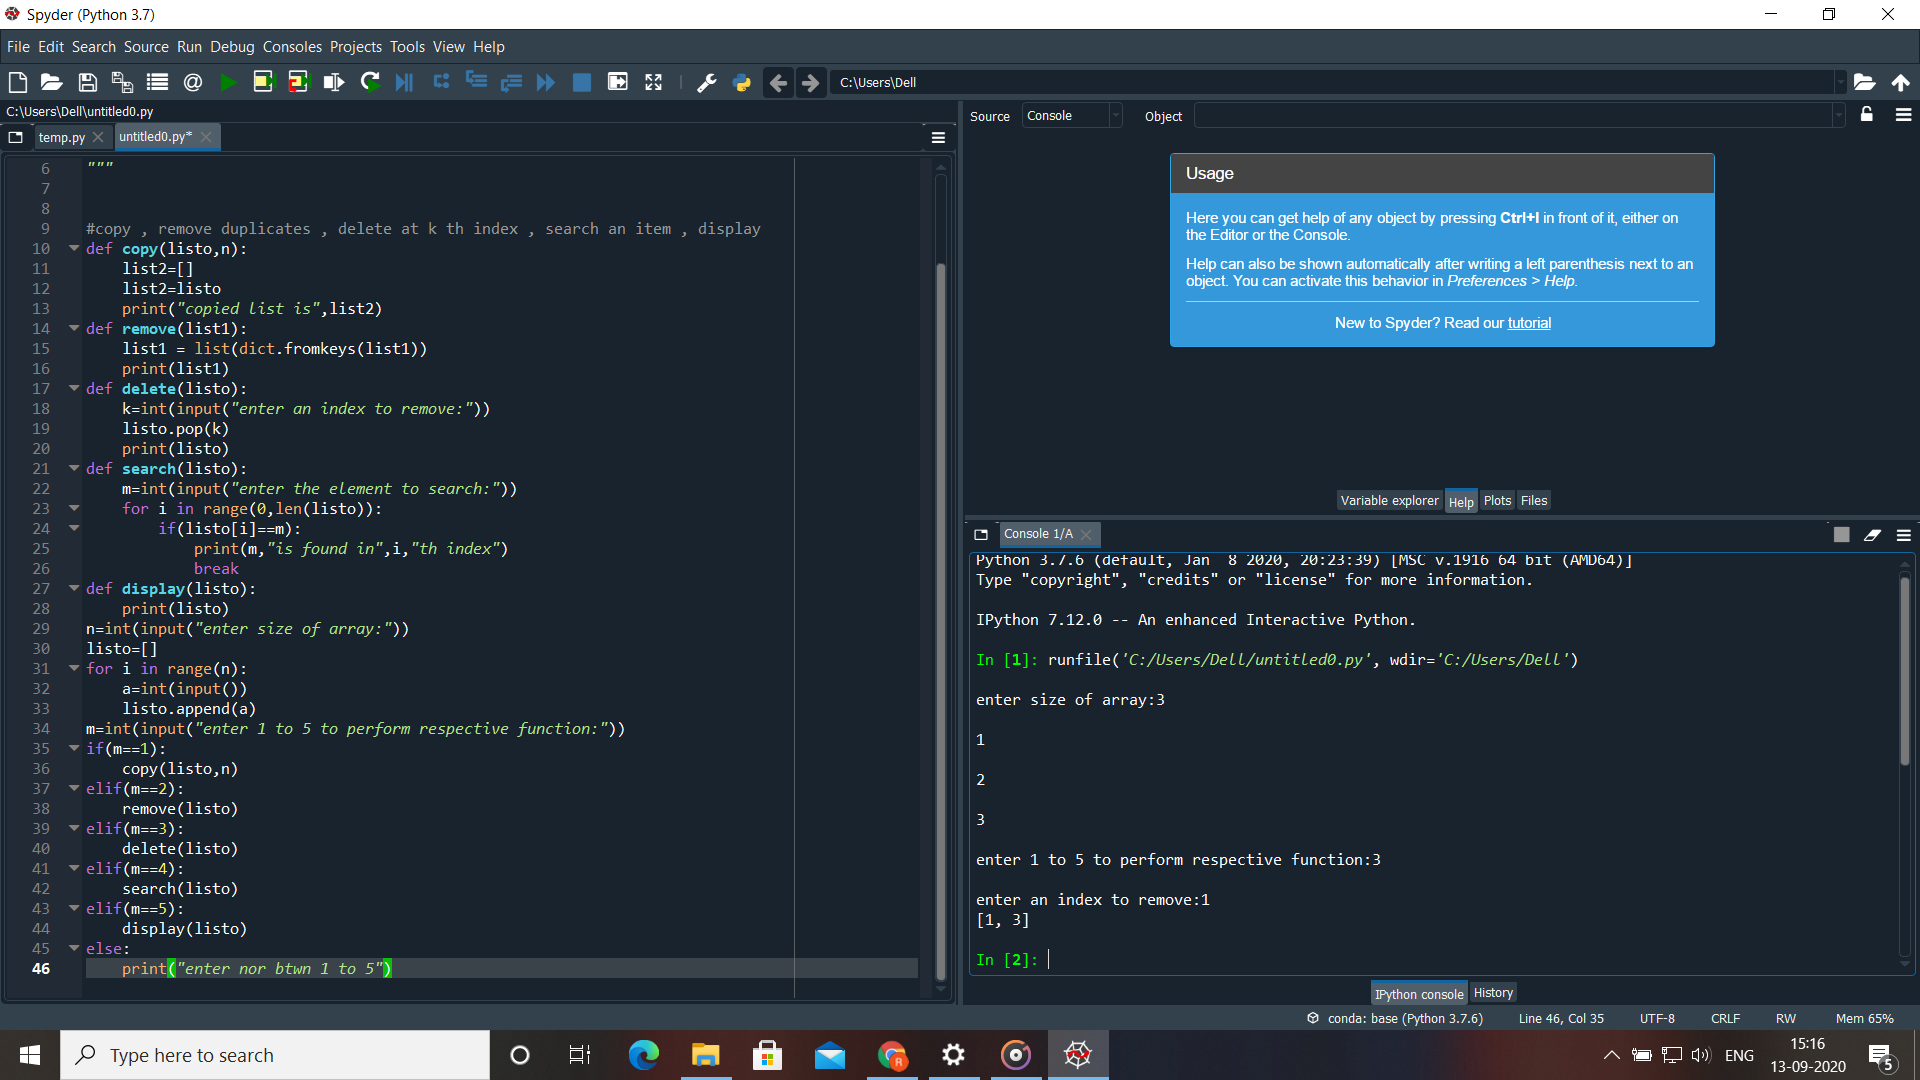 Spyder (Python 3.7)
File Edit Search Source Run Debug Consoles Projects Tools View Help
C:\Users\Dell
C:\Users\Dell\untitled0.py
temp.py
untitled0.py*
6 """
7
8
9 #copy , remove duplicates , delete at k th index , search an item , display
10 def copy(listo,n):
11     list2=[]
12     list2=listo
13     print("copied list is",list2)
14 def remove(list1):
15     list1 = list(dict.fromkeys(list1))
16     print(list1)
17 def delete(listo):
18     k=int(input("enter an index to remove:"))
19     listo.pop(k)
20     print(listo)
21 def search(listo):
22     m=int(input("enter the element to search:"))
23     for i in range(0,len(listo)):
24         if(listo[i]==m):
25             print(m,"is found in",i,"th index")
26             break
27 def display(listo):
28     print(listo)
29 n=int(input("enter size of array:"))
30 listo=[]
31 for i in range(n):
32     a=int(input())
33     listo.append(a)
34 m=int(input("enter 1 to 5 to perform respective function:"))
35 if(m==1):
36     copy(listo,n)
37 elif(m==2):
38     remove(listo)
39 elif(m==3):
40     delete(listo)
41 elif(m==4):
42     search(listo)
43 elif(m==5):
44     display(listo)
45 else:
46     print("enter nor btwn 1 to 5")
Source Console Object
Usage
Here you can get help of any object by pressing Ctrl+I in front of it, either on
the Editor or the Console.
Help can also be shown automatically after writing a left parenthesis next to an
object. You can activate this behavior in Preferences > Help.
New to Spyder? Read our tutorial
Variable explorer Help Plots Files
Console 1/A
Python 3.7.6 (default, Jan  8 2020, 20:23:39) [MSC v.1916 64 bit (AMD64)]
Type "copyright", "credits" or "license" for more information.
IPython 7.12.0 -- An enhanced Interactive Python.
In [1]: runfile('C:/Users/Dell/untitled0.py', wdir='C:/Users/Dell')
enter size of array:3
1
2
3
enter 1 to 5 to perform respective function:3
enter an index to remove:1
[1, 3]
In [2]:
IPython console History
conda: base (Python 3.7.6) Line 46, Col 35 UTF-8 CRLF RW Mem 65%
Type here to search
R
ENG
15:16
13-09-2020
5